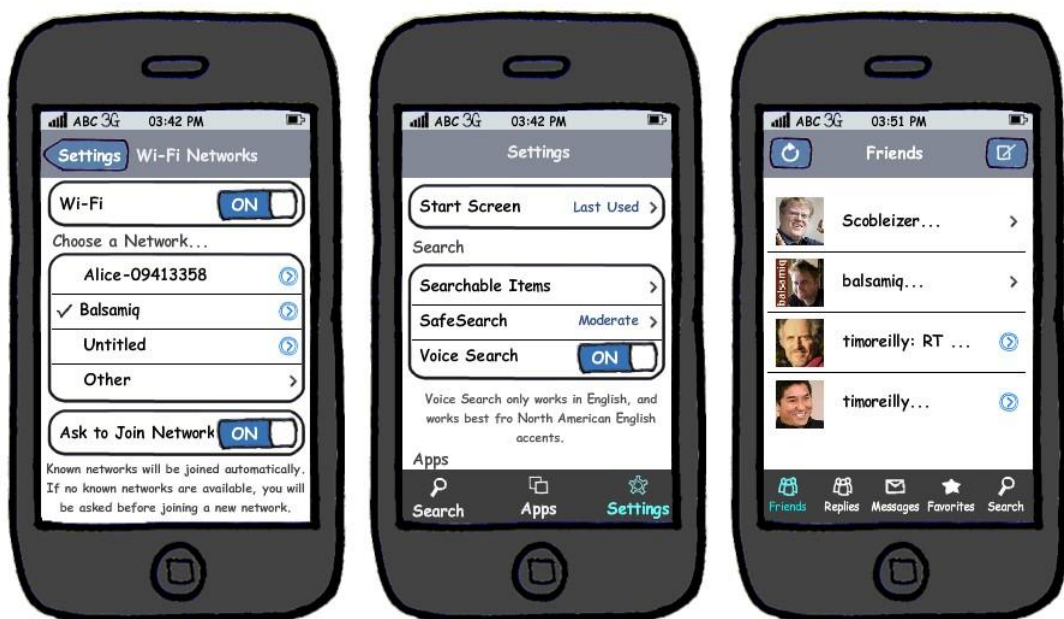 ABC 3G 03:42 PM
Settings Wi-Fi Networks
Wi-Fi ON
Choose a Network...
Alice-09413358
Balsamiq
Untitled
Other
Ask to Join Network ON
Known networks will be joined automatically.
If no known networks are available, you will
be asked before joining a new network.
ABC 3G 03:42 PM
Settings
Start Screen Last Used
Search
Searchable Items
SafeSearch Moderate
Voice Search ON
Voice Search only works in English, and
works best fro North American English
accents.
Apps
Search Apps Settings
ABC 3G 03:51 PM
Friends
Scobleizer...
balsamiq
balsamiq...
timoreilly: RT ...
timoreilly...
Friends Replies Messages Favorites Search